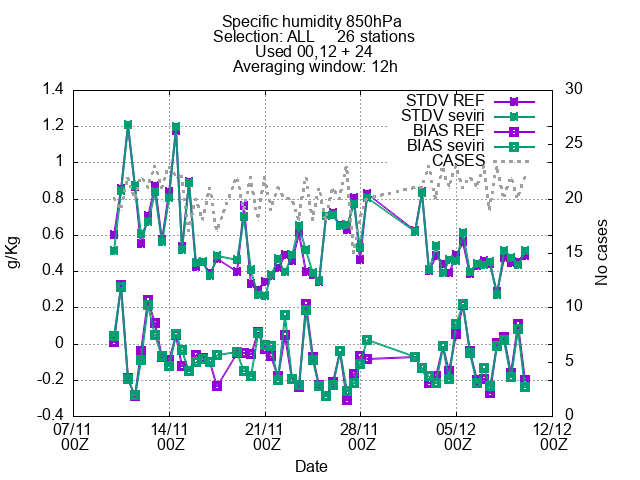 Specific humidity 850hPa
Selection: ALL 26 stations
Used 00,12 + 24
Averaging window: 12h
STDV REF
STDV seviri
BIAS REF
BIAS seviri
CASES
g/Kg
1.4
1.2
1
0.8
0.6
0.4
0.2
0
-0.2
-0.4
30
25
20
15
10
5
0
No cases
07/11 14/11 21/11 28/11 05/12 12/12
00Z 00Z 00Z 00Z 00Z 00Z
Date